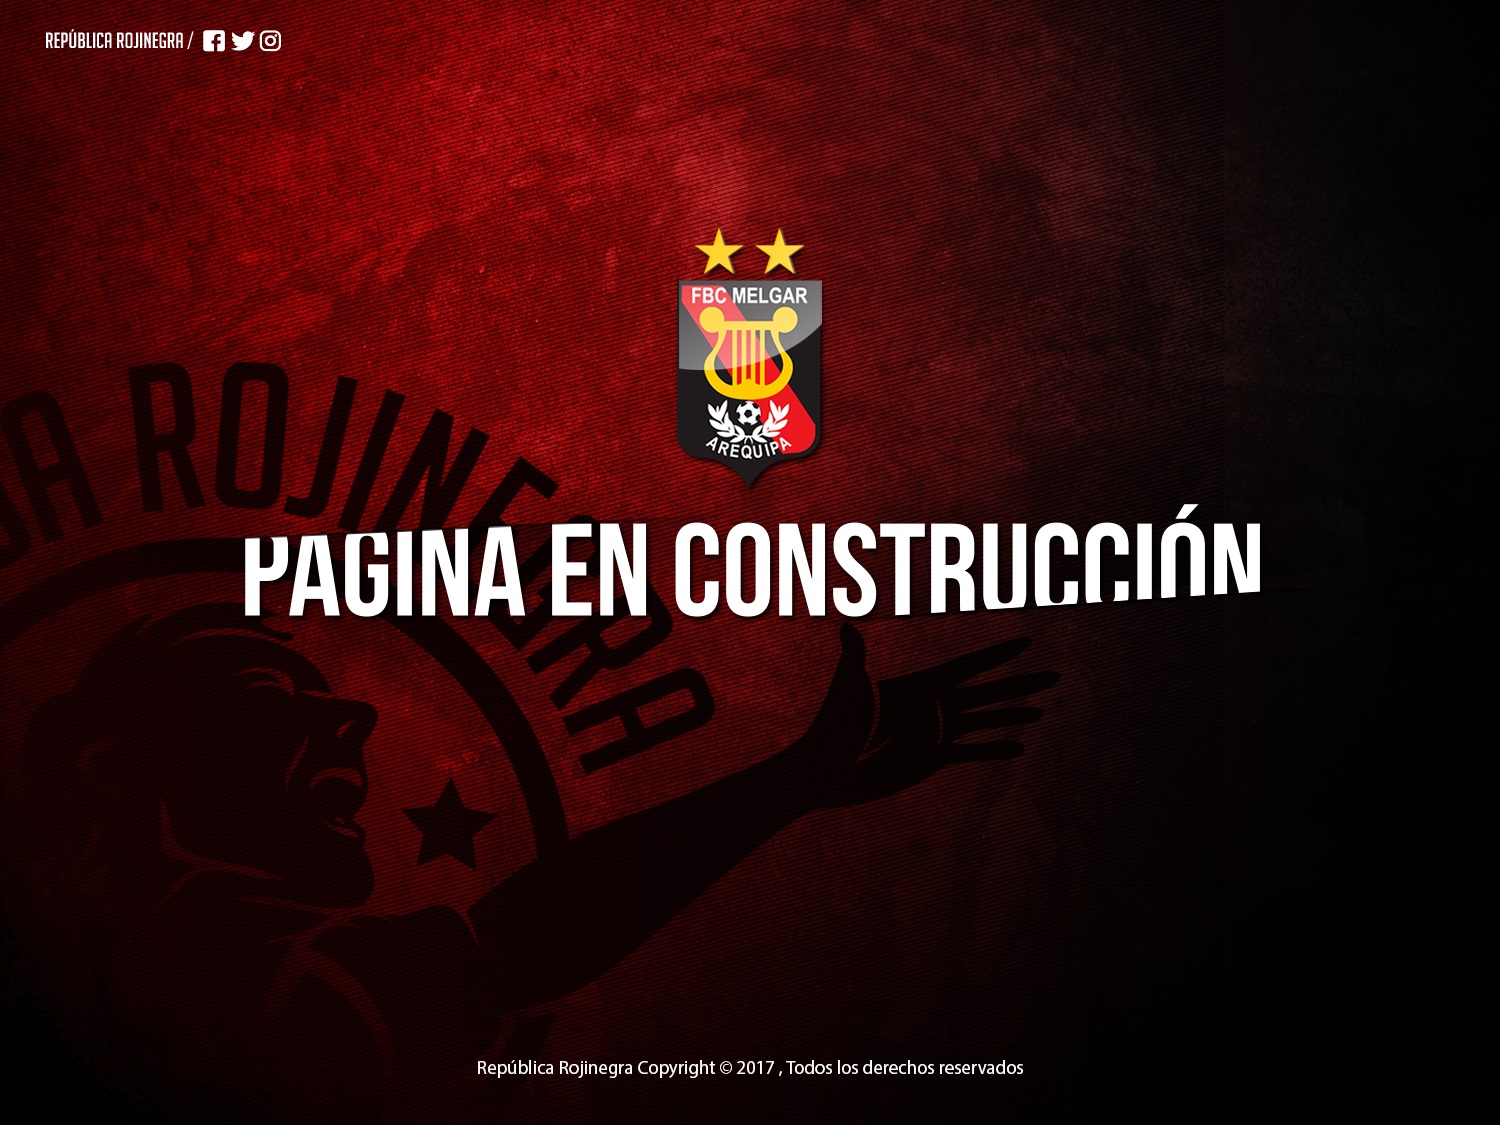 REPÚBLICA ROJINEGRA /
FBC MELGAR
AREQUIPA
ROJINEGRA
PAGINA EN CONSTRUCCIÓN
República Rojinegra Copyright © 2017 , Todos los derechos reservados